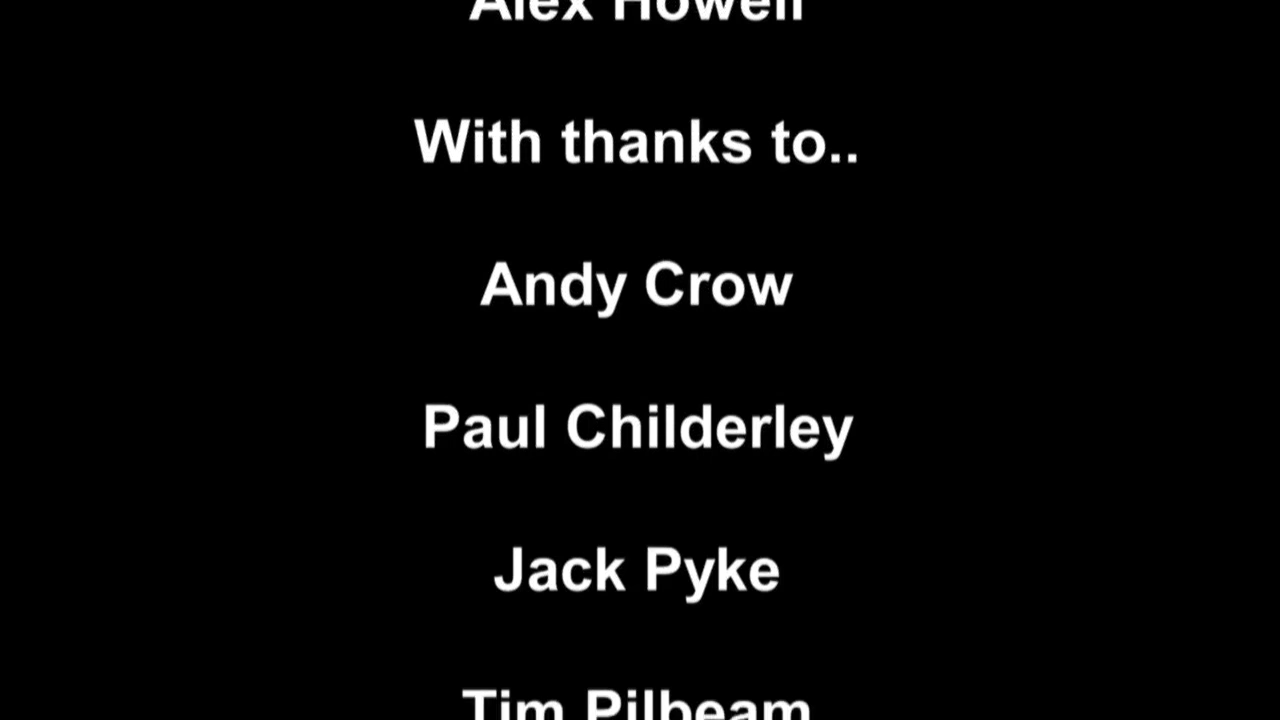 Alex Howell
With thanks to..
Andy Crow
Paul Childerley
Jack Pyke
Tim Pilbeam